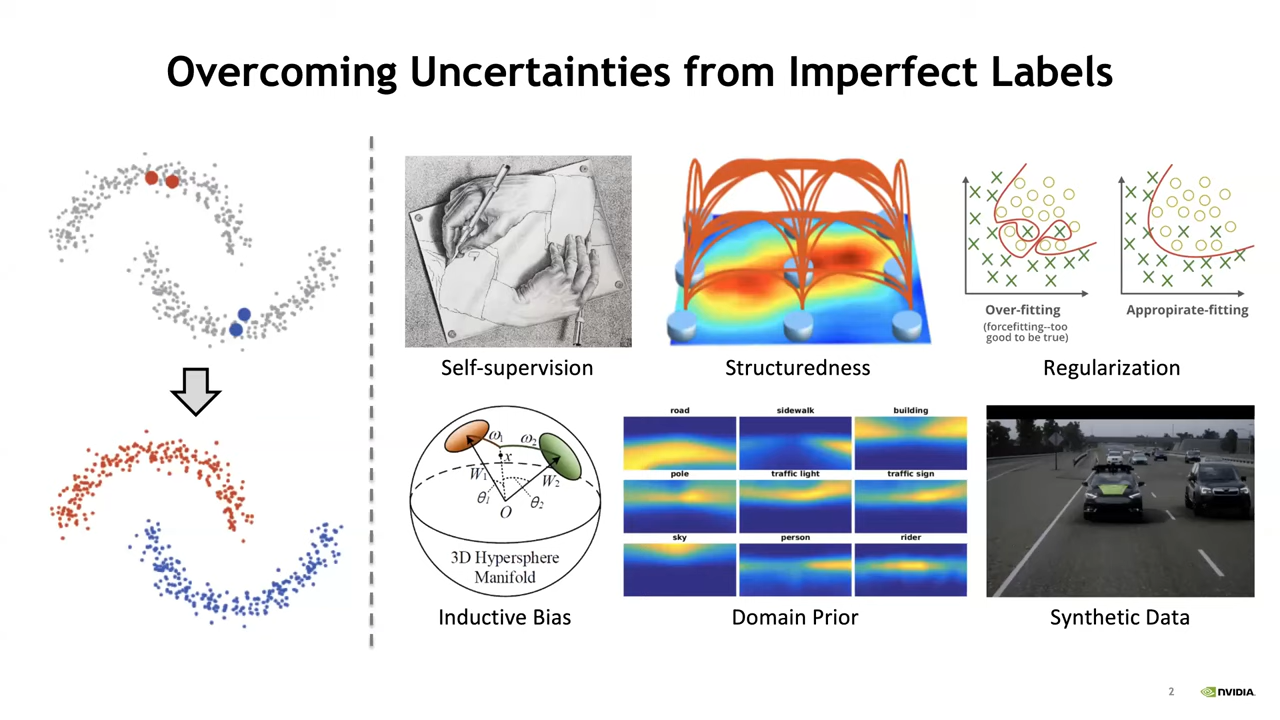 Overcoming Uncertainties from Imperfect Labels
Self-supervision
Structuredness
Over-fitting
(forcefitting--too
good to be true)
Appropirate-fitting
Regularization
ω₁
ω₂
x
W₁
W₂
θ₁
θ₂
O
3D Hypersphere
Manifold
Inductive Bias
road
sidewalk
building
pole
traffic light
traffic sign
sky
person
rider
Domain Prior
Synthetic Data
2
NVIDIA.